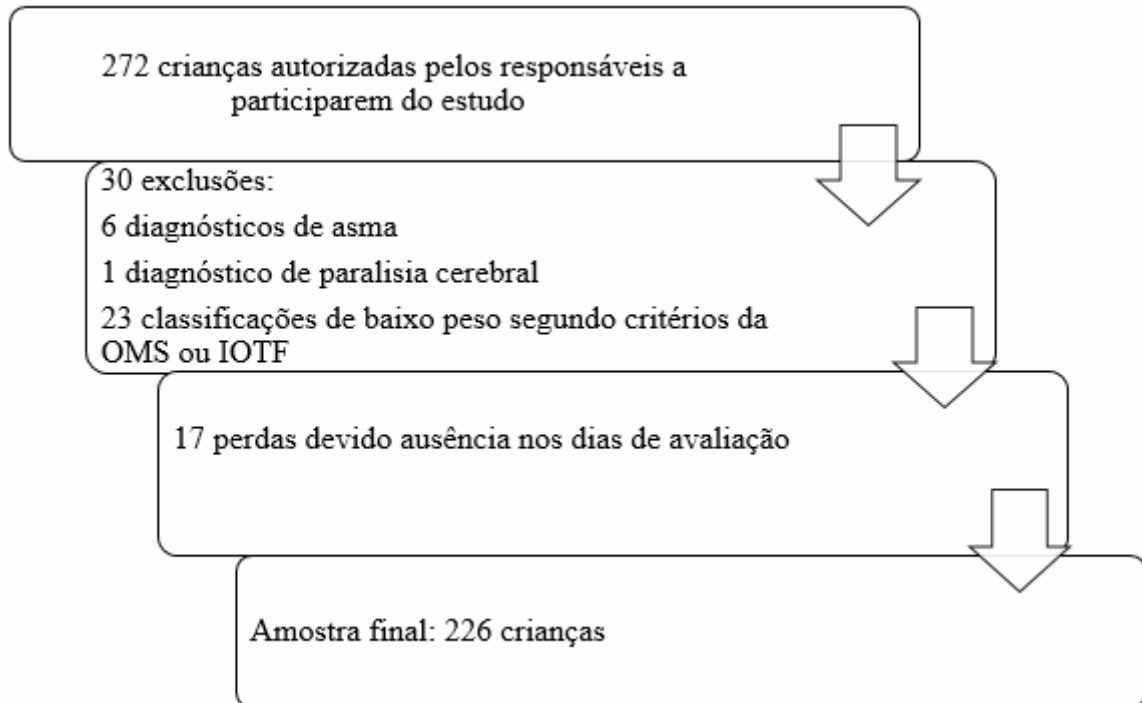 272 crianças autorizadas pelos responsáveis a
participarem do estudo
30 exclusões:
6 diagnósticos de asma
1 diagnóstico de paralisia cerebral
23 classificações de baixo peso segundo critérios da
OMS ou IOTF
17 perdas devido ausência nos dias de avaliação
Amostra final: 226 crianças